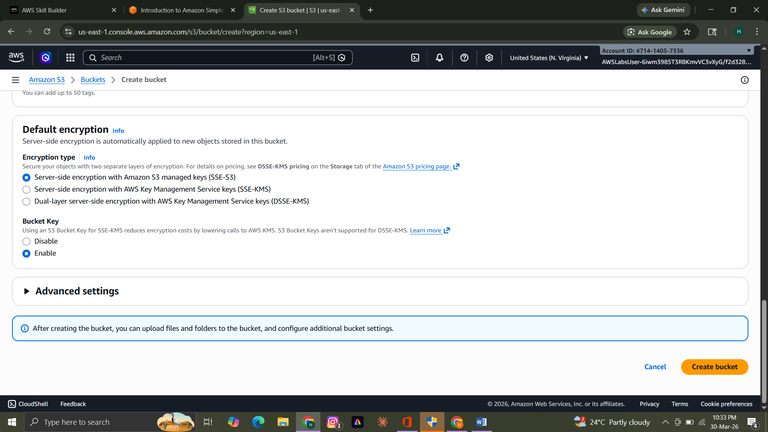 AWS Skill Builder
Introduction to Amazon Simple
Create S3 bucket | S3 | us-east-
Ask Gemini
us-east-1.console.aws.amazon.com/s3/bucket/create?region=us-east-1
Ask Google
H
aws
Search
[Alt+S]
United States (N. Virginia)
Account ID: 4714-1405-7336
Amazon S3
Buckets
Create bucket
You can add up to 50 tags.
Default encryption Info
Server-side encryption is automatically applied to new objects stored in this bucket.
Encryption type Info
Secure your objects with two separate layers of encryption. For details on pricing, see DSSE-KMS pricing on the Storage tab of the Amazon S3 pricing page.
Server-side encryption with Amazon S3 managed keys (SSE-S3)
Server-side encryption with AWS Key Management Service keys (SSE-KMS)
Dual-layer server-side encryption with AWS Key Management Service keys (DSSE-KMS)
Bucket Key
Using an S3 Bucket Key for SSE-KMS reduces encryption costs by lowering calls to AWS KMS. S3 Bucket Keys aren't supported for DSSE-KMS. Learn more
Disable
Enable
Advanced settings
After creating the bucket, you can upload files and folders to the bucket, and configure additional bucket settings.
Cancel
Create bucket
CloudShell
Feedback
© 2026, Amazon Web Services, Inc. or its affiliates.
Privacy
Terms
Cookie preferences
Type here to search
24°C Partly cloudy
10:33 PM
30-Mar-26